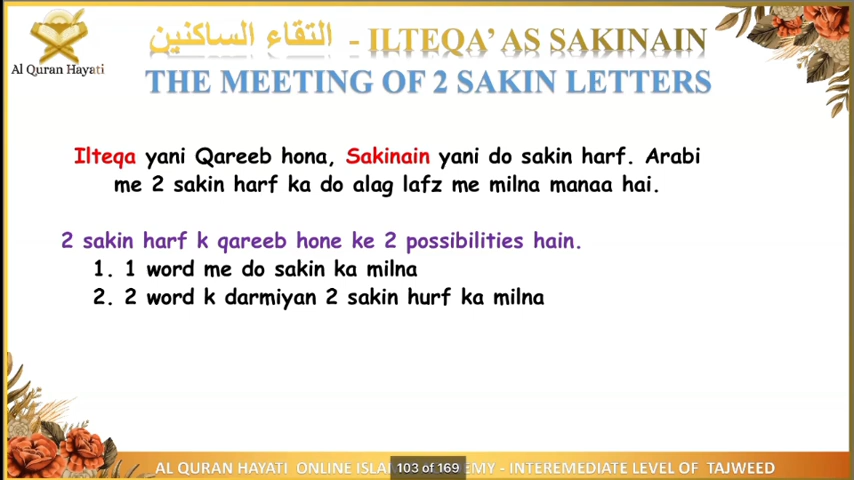 Al Quran Hayati
التقاء الساكنين - ILTEQA' AS SAKINAIN
THE MEETING OF 2 SAKIN LETTERS
Ilteqa yani Qareeb hona, Sakinain yani do sakin harf. Arabi
me 2 sakin harf ka do alag lafz me milna manaa hai.
2 sakin harf k qareeb hone ke 2 possibilities hain.
1. 1 word me do sakin ka milna
2. 2 word k darmiyan 2 sakin hurf ka milna
AL QURAN HAYATI ONLINE - INTEREMEDIATE LEVEL OF TAJWEED
103 of 169